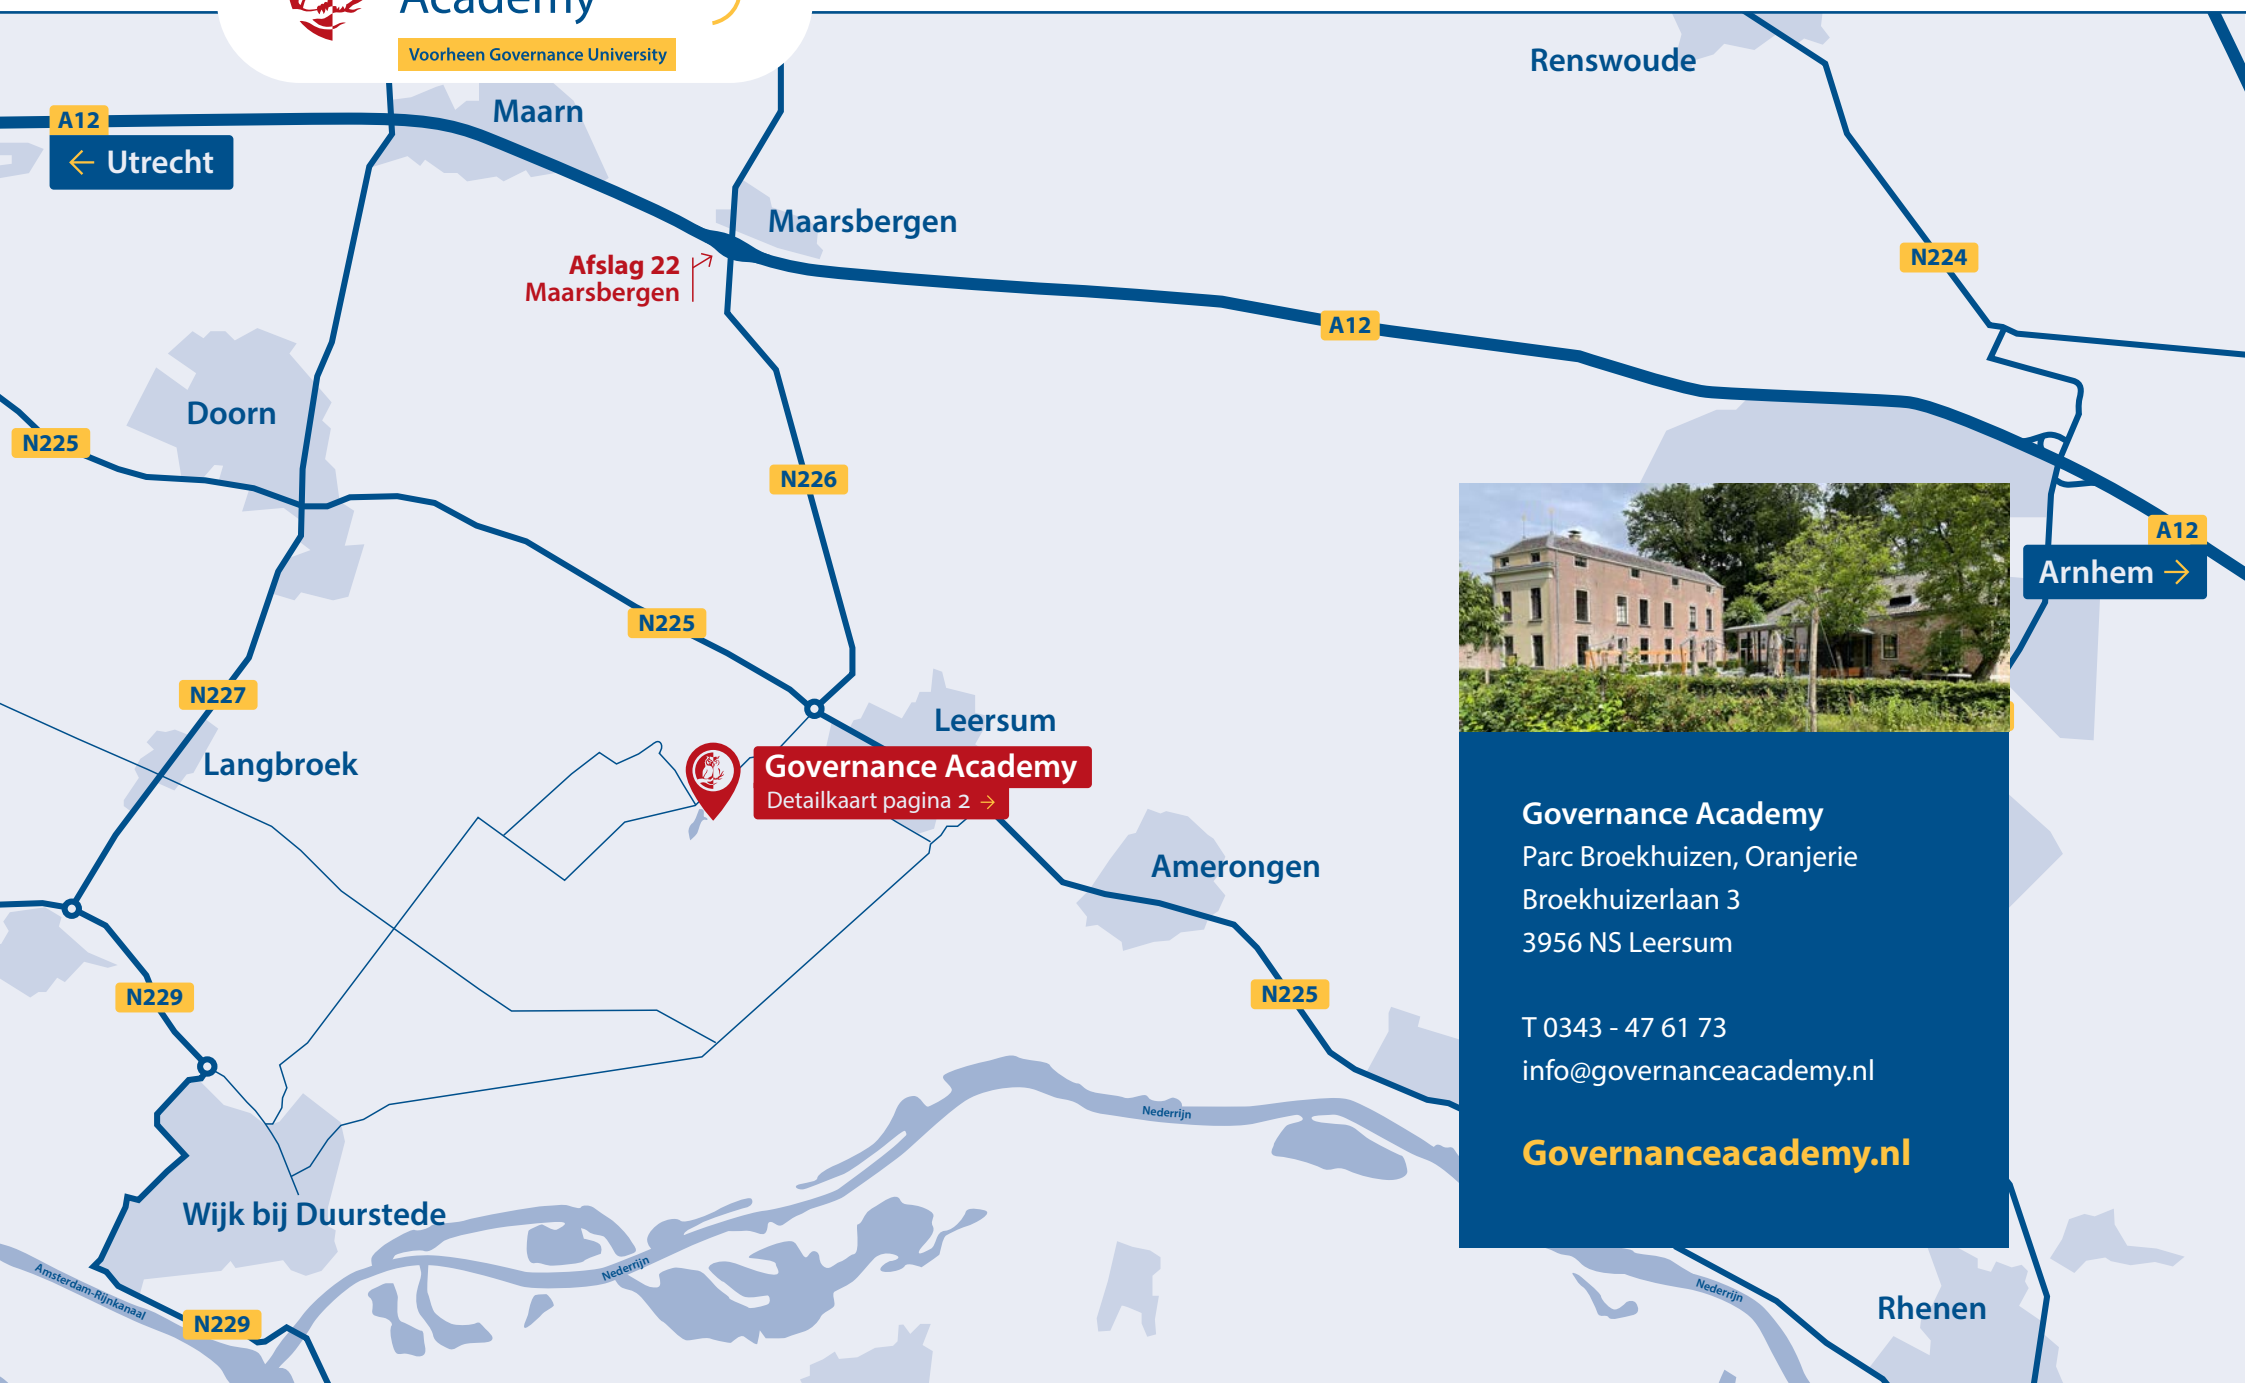 Academy
Voorheen Governance University
Renswoude
Maarn
A12
← Utrecht
Maarsbergen
N224
Afslag 22
Maarsbergen
A12
Doorn
N225
N226
A12
Arnhem →
N225
N227
Leersum
Langbroek
Governance Academy
Detailkaart pagina 2 →
Amerongen
N225
N229
Nederrijn
Wijk bij Duurstede
Nederrijn
Amsterdam-Rijnkanaal
N229
Nederrijn
Rhenen
Governance Academy
Parc Broekhuizen, Oranjerie
Broekhuizerlaan 3
3956 NS Leersum
T 0343 - 47 61 73
info@governanceacademy.nl
Governanceacademy.nl